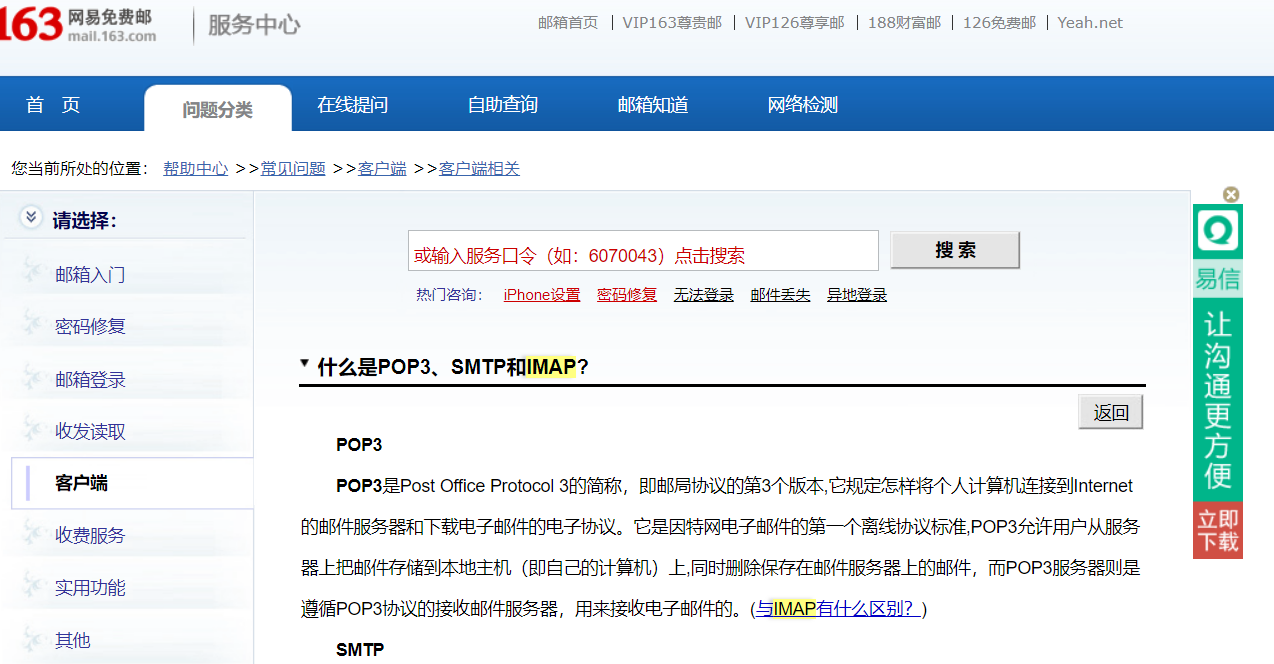 163 网易免费邮
mail.163.com
服务中心
邮箱首页 | VIP163尊贵邮 | VIP126尊享邮 | 188财富邮 | 126免费邮 | Yeah.net
首 页 问题分类 在线提问 自助查询 邮箱知道 网络检测
您当前所处的位置： 帮助中心 >>常见问题 >>客户端 >>客户端相关
请选择：
邮箱入门
密码修复
邮箱登录
收发读取
客户端
收费服务
实用功能
其他
或输入服务口令（如：6070043）点击搜索
搜 索
热门咨询： iPhone设置 密码修复 无法登录 邮件丢失 异地登录
什么是POP3、SMTP和IMAP?
返回
POP3
POP3是Post Office Protocol 3的简称，即邮局协议的第3个版本,它规定怎样将个人计算机连接到Internet
的邮件服务器和下载电子邮件的电子协议。它是因特网电子邮件的第一个离线协议标准,POP3允许用户从服务
器上把邮件存储到本地主机（即自己的计算机）上,同时删除保存在邮件服务器上的邮件，而POP3服务器则是
遵循POP3协议的接收邮件服务器，用来接收电子邮件的。(与IMAP有什么区别？)
SMTP
易信
让沟通更方便
立即
下载